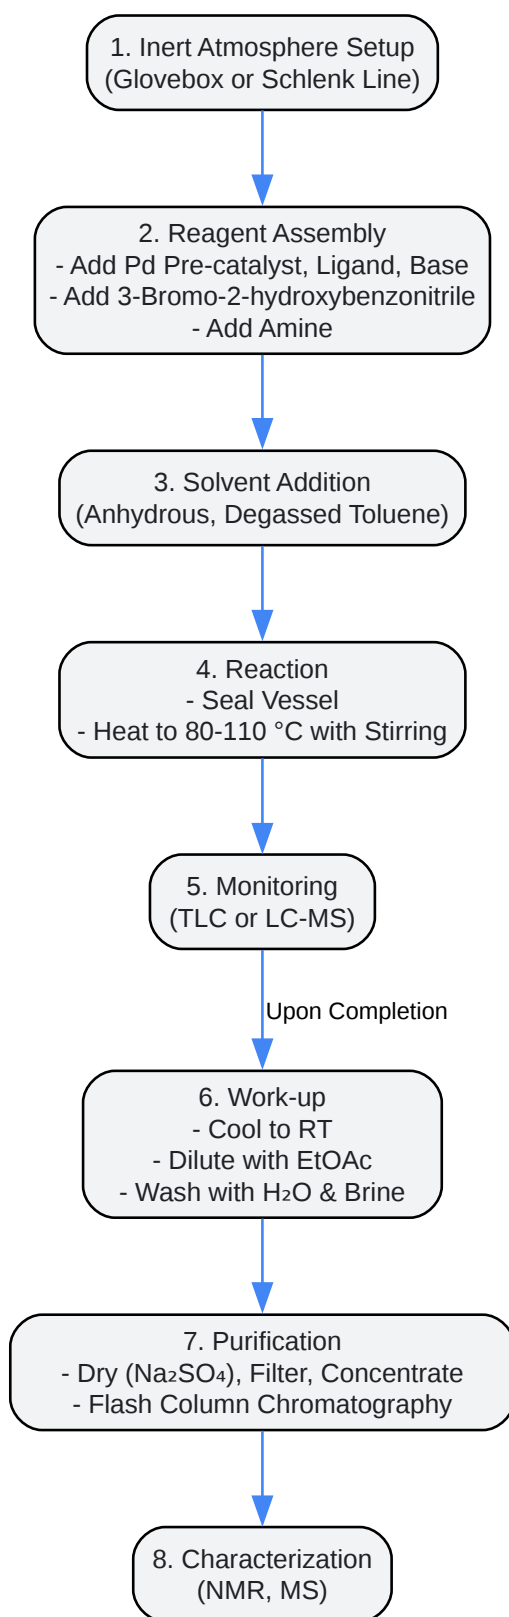 1. Inert Atmosphere Setup
(Glovebox or Schlenk Line)
2. Reagent Assembly
- Add Pd Pre-catalyst, Ligand, Base
- Add 3-Bromo-2-hydroxybenzonitrile
- Add Amine
3. Solvent Addition
(Anhydrous, Degassed Toluene)
4. Reaction
- Seal Vessel
- Heat to 80-110 °C with Stirring
5. Monitoring
(TLC or LC-MS)
Upon Completion
6. Work-up
- Cool to RT
- Dilute with EtOAc
- Wash with H₂O & Brine
7. Purification
- Dry (Na₂SO₄), Filter, Concentrate
- Flash Column Chromatography
8. Characterization
(NMR, MS)